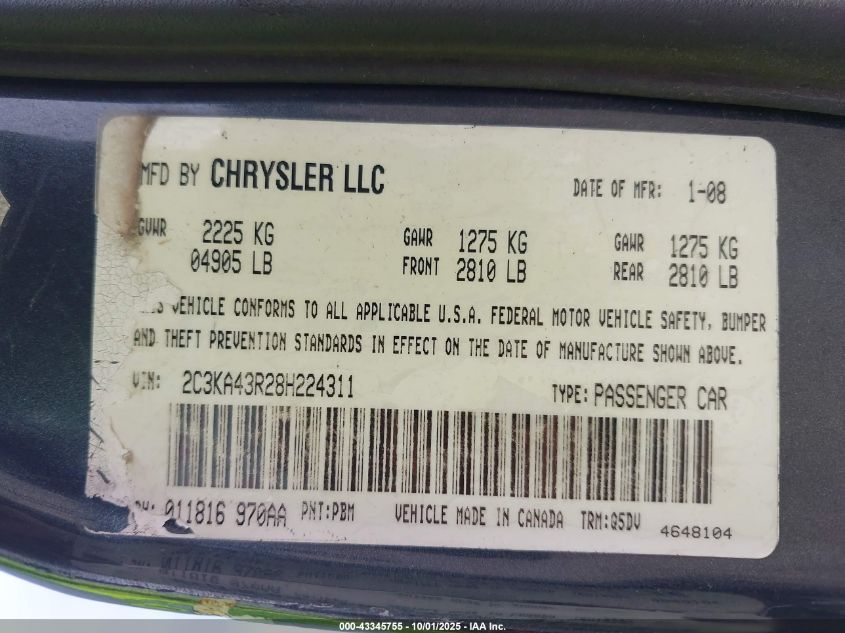 MFD BY CHRYSLER LLC DATE OF MFR: 1-08
GVWR 2225 KG GAWR 1275 KG GAWR 1275 KG
04905 LB FRONT 2810 LB REAR 2810 LB
VEHICLE CONFORMS TO ALL APPLICABLE U.S.A. FEDERAL MOTOR VEHICLE SAFETY, BUMPER
AND THEFT PREVENTION STANDARDS IN EFFECT ON THE DATE OF MANUFACTURE SHOWN ABOVE.
VIN: 2C3KA43R28H224311 TYPE: PASSENGER CAR
011816 970AA PNT:PBM VEHICLE MADE IN CANADA TRM:Q5DV 4648104
000-43345755 - 10/01/2025 - IAA Inc.